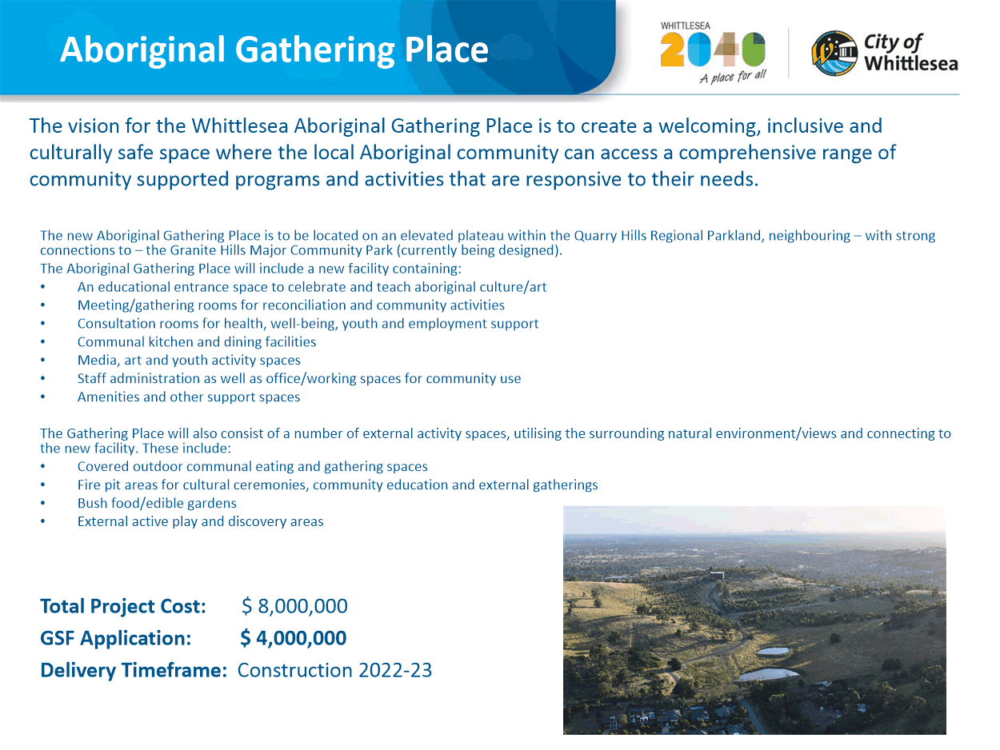 Aboriginal Gathering Place
WHITTLESEA
2040
A place for all
City of
Whittlesea
The vision for the Whittlesea Aboriginal Gathering Place is to create a welcoming, inclusive and
culturally safe space where the local Aboriginal community can access a comprehensive range of
community supported programs and activities that are responsive to their needs.
The new Aboriginal Gathering Place is to be located on an elevated plateau within the Quarry Hills Regional Parkland, neighbouring – with strong
connections to – the Granite Hills Major Community Park (currently being designed).
The Aboriginal Gathering Place will include a new facility containing:
• An educational entrance space to celebrate and teach aboriginal culture/art
• Meeting/gathering rooms for reconciliation and community activities
• Consultation rooms for health, well-being, youth and employment support
• Communal kitchen and dining facilities
• Media, art and youth activity spaces
• Staff administration as well as office/working spaces for community use
• Amenities and other support spaces
The Gathering Place will also consist of a number of external activity spaces, utilising the surrounding natural environment/views and connecting to
the new facility. These include:
• Covered outdoor communal eating and gathering spaces
• Fire pit areas for cultural ceremonies, community education and external gatherings
• Bush food/edible gardens
• External active play and discovery areas
Total Project Cost: $ 8,000,000
GSF Application: $ 4,000,000
Delivery Timeframe: Construction 2022-23